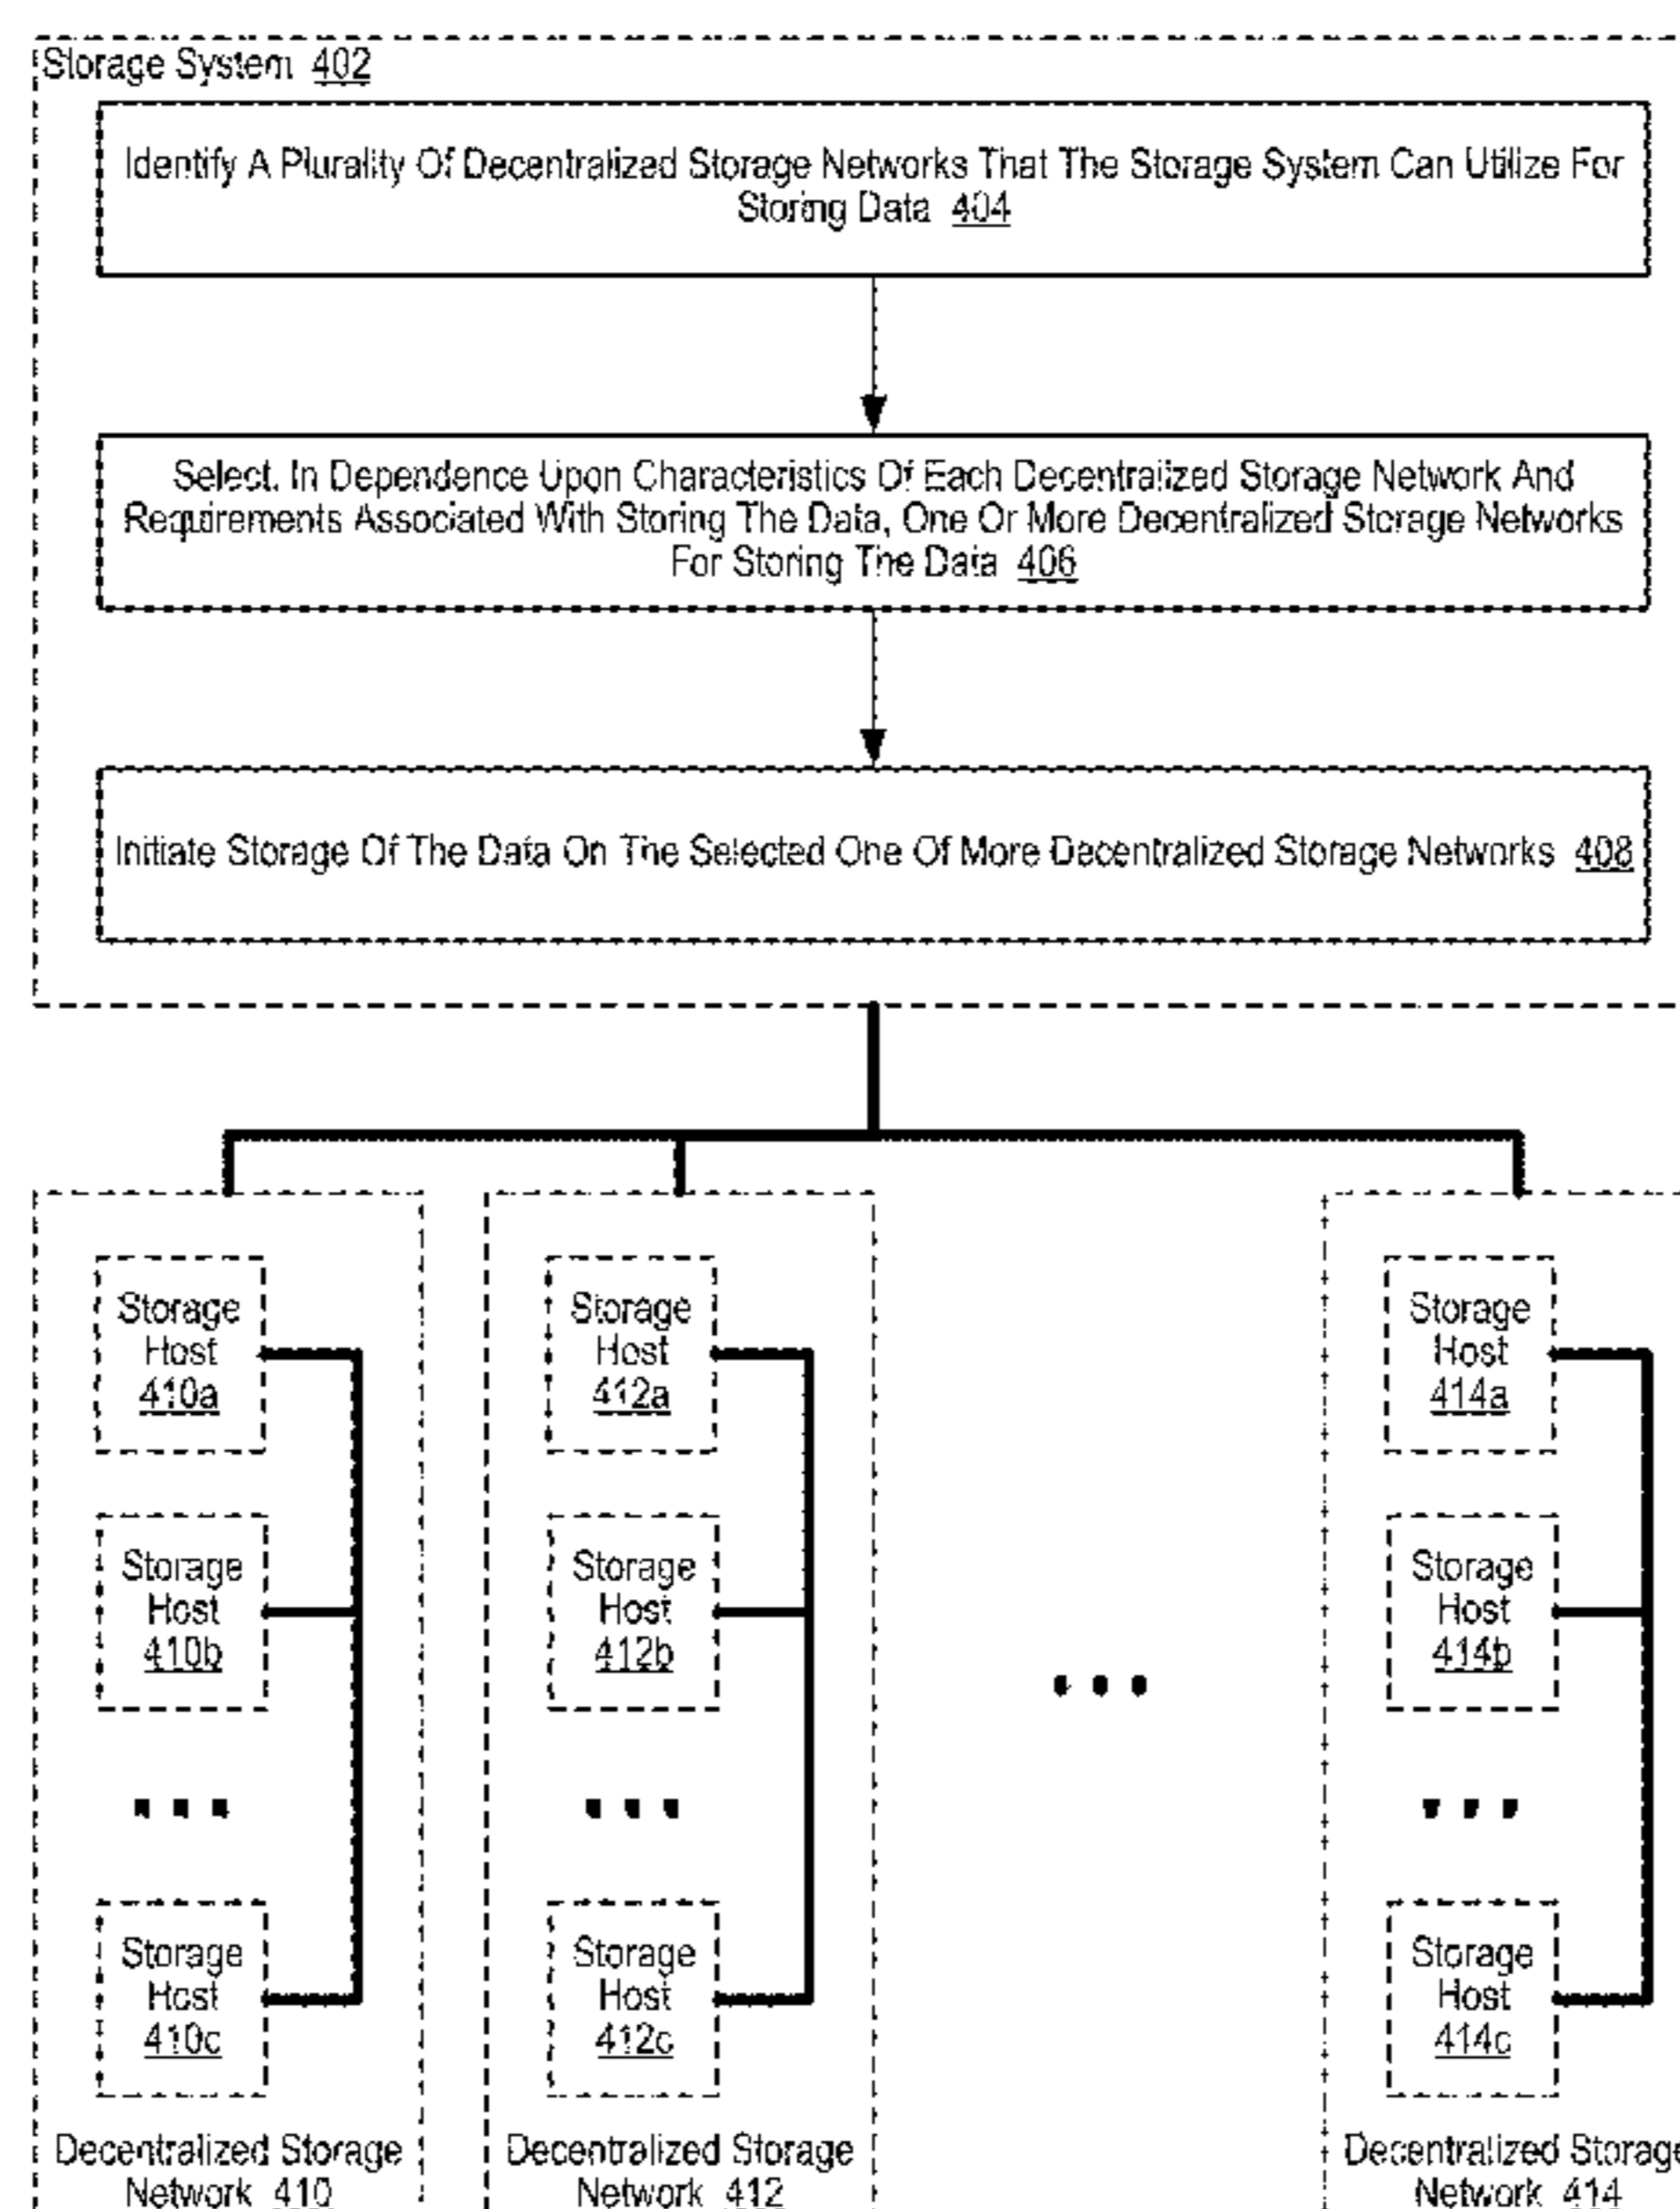 Storage System 402
Identify A Plurality Of Decentralized Storage Networks That The Storage System Can Utilize For
Storing Data 404
Select, In Dependence Upon Characteristics Of Each Decentralized Storage Network And
Requirements Associated With Storing The Data, One Or More Decentralized Storage Networks
For Storing The Data 406
Initiate Storage Of The Data On The Selected One Of More Decentralized Storage Networks 408
Storage
Host
410a
Storage
Host
410b
Storage
Host
410c
Decentralized Storage
Network 410
Storage
Host
412a
Storage
Host
412b
Storage
Host
412c
Decentralized Storage
Network 412
Storage
Host
414a
Storage
Host
414b
Storage
Host
414c
Decentralized Storage
Network 414